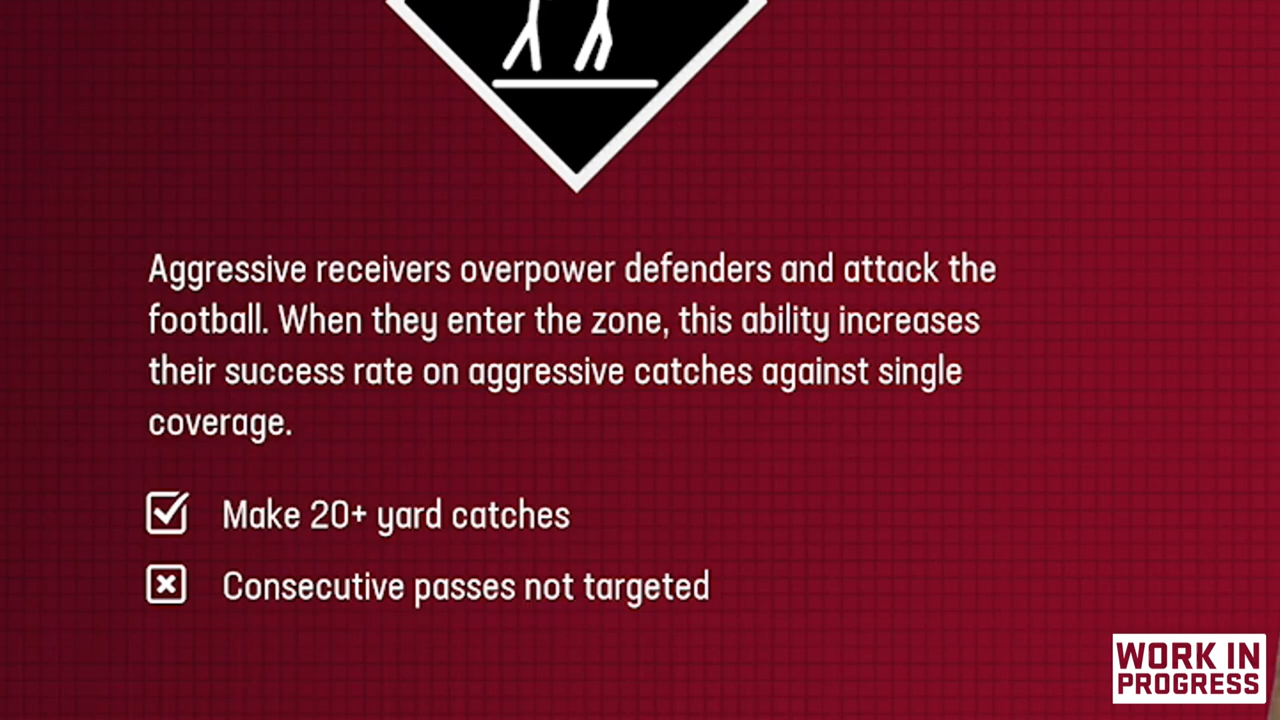 Aggressive receivers overpower defenders and attack the
football. When they enter the zone, this ability increases
their success rate on aggressive catches against single
coverage.
Make 20+ yard catches
Consecutive passes not targeted
WORK IN
PROGRESS